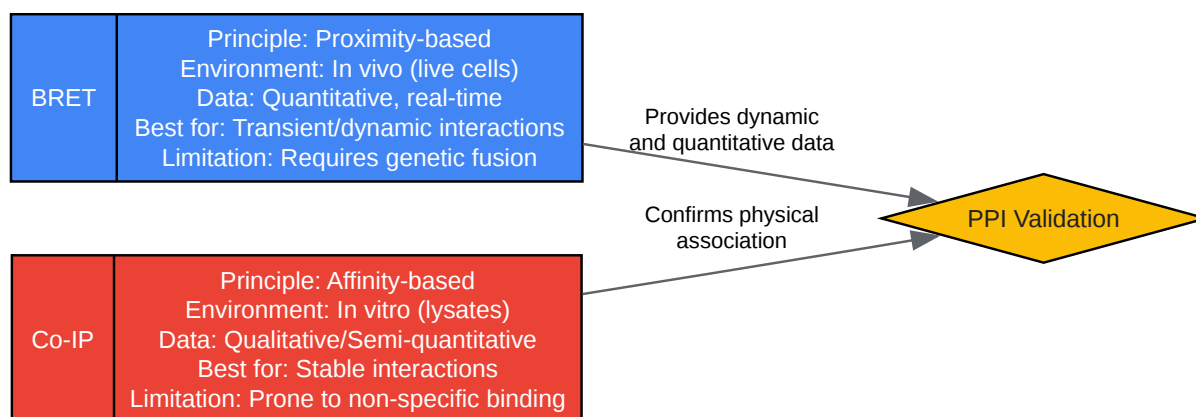 BRET
Principle: Proximity-based
Environment: In vivo (live cells)
Data: Quantitative, real-time
Best for: Transient/dynamic interactions
Limitation: Requires genetic fusion
Provides dynamic
and quantitative data
PPI Validation
Confirms physical
association
Co-IP
Principle: Affinity-based
Environment: In vitro (lysates)
Data: Qualitative/Semi-quantitative
Best for: Stable interactions
Limitation: Prone to non-specific binding